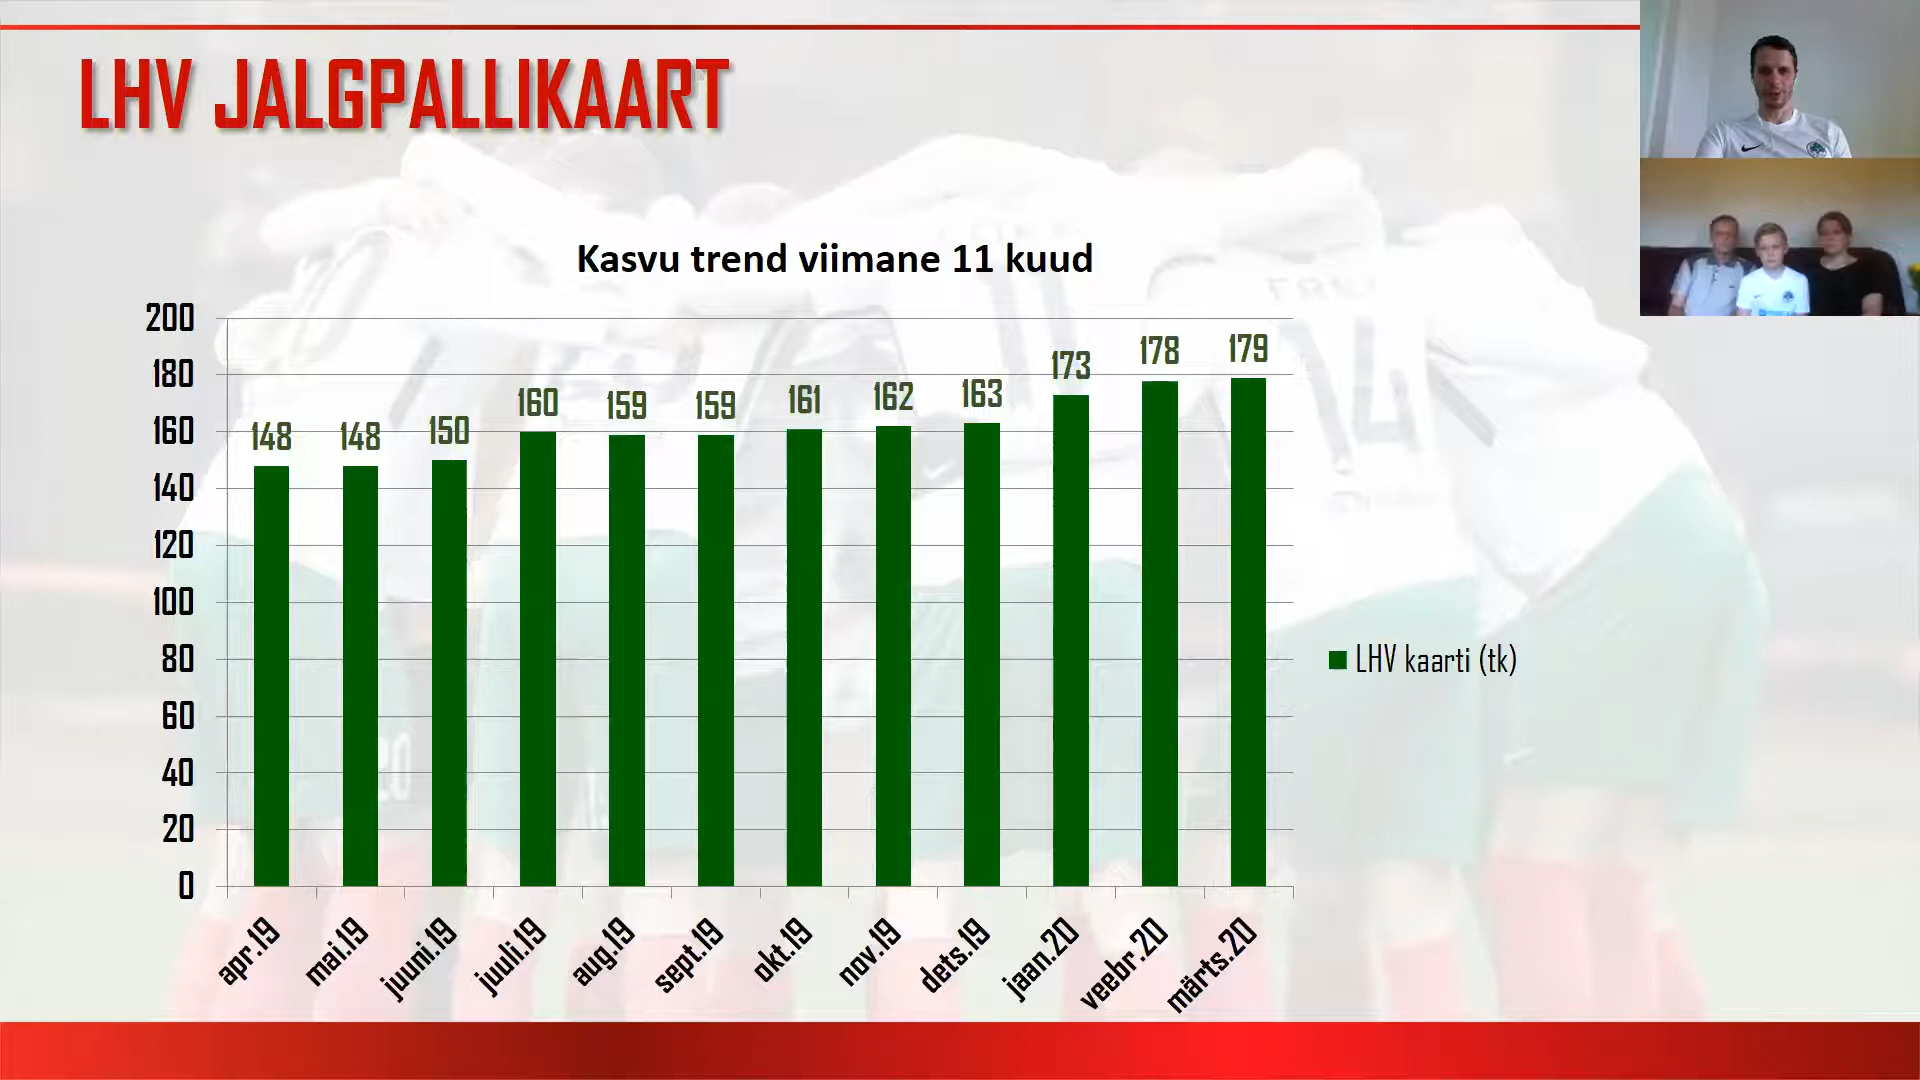 LHV JALGPALLIKAART
Kasvu trend viimane 11 kuud
200
180
160
140
120
100
80
60
40
20
0
148
148
150
160
159
159
161
162
163
173
178
179
apr.19
mai.19
juuni.19
juuli.19
aug.19
sept.19
okt.19
nov.19
dets.19
jaan.20
veebr.20
märts.20
LHV kaarti (tk)